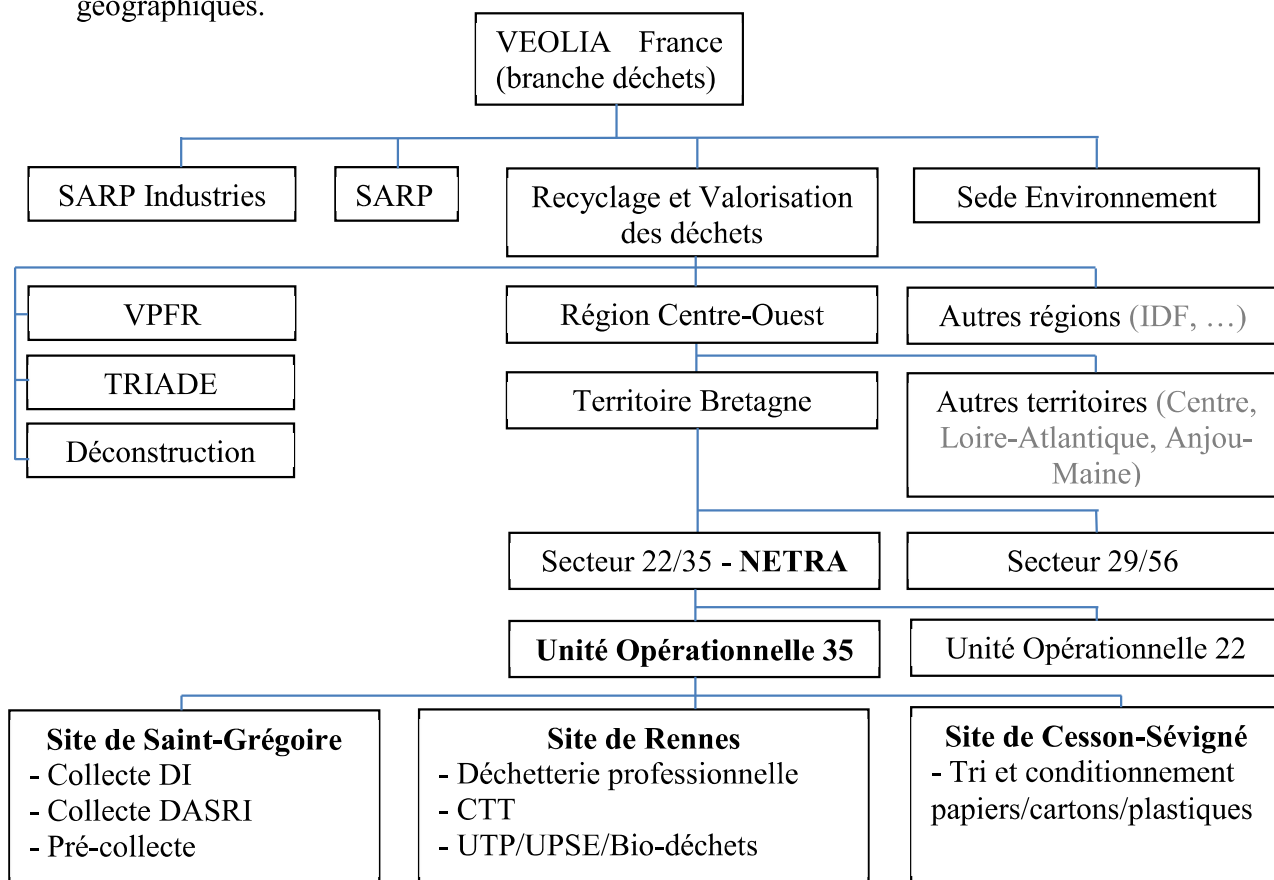 géographiques.
VEOLIA France
(branche déchets)
SARP Industries
SARP
Recyclage et Valorisation
des déchets
Sede Environnement
VPFR
Région Centre-Ouest
Autres régions (IDF, …)
TRIADE
Territoire Bretagne
Autres territoires (Centre,
Loire-Atlantique, Anjou-
Maine)
Déconstruction
Secteur 22/35 - NETRA
Secteur 29/56
Unité Opérationnelle 35
Unité Opérationnelle 22
Site de Saint-Grégoire
- Collecte DI
- Collecte DASRI
- Pré-collecte
Site de Rennes
- Déchetterie professionnelle
- CTT
- UTP/UPSE/Bio-déchets
Site de Cesson-Sévigné
- Tri et conditionnement
papiers/cartons/plastiques